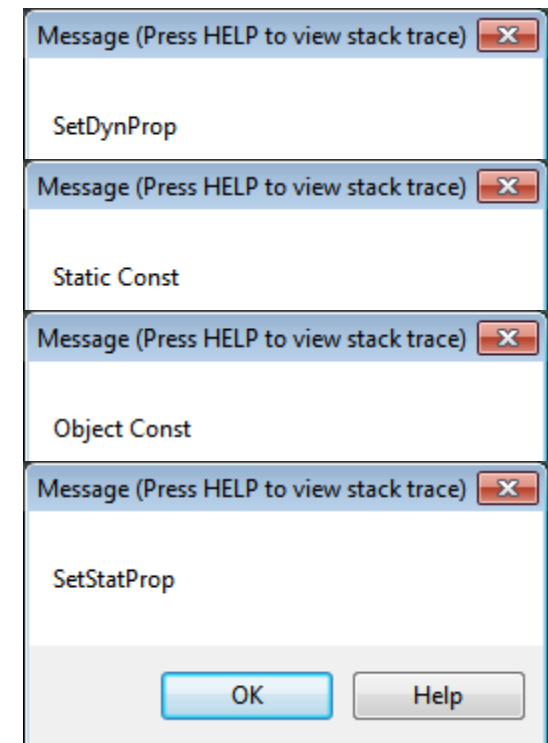 Message (Press HELP to view stack trace)
SetDynProp
Message (Press HELP to view stack trace)
Static Const
Message (Press HELP to view stack trace)
Object Const
Message (Press HELP to view stack trace)
SetStatProp
OK Help